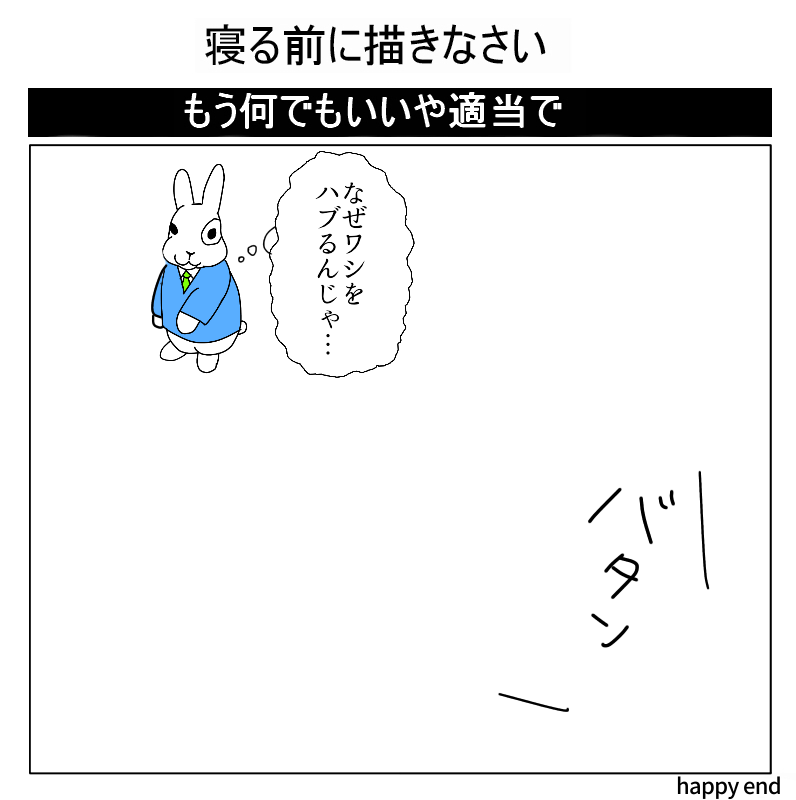 寝る前に描きなさい
もう何でもいいや適当で
なぜワシを
ハブるんじゃ…
バタン
happy end